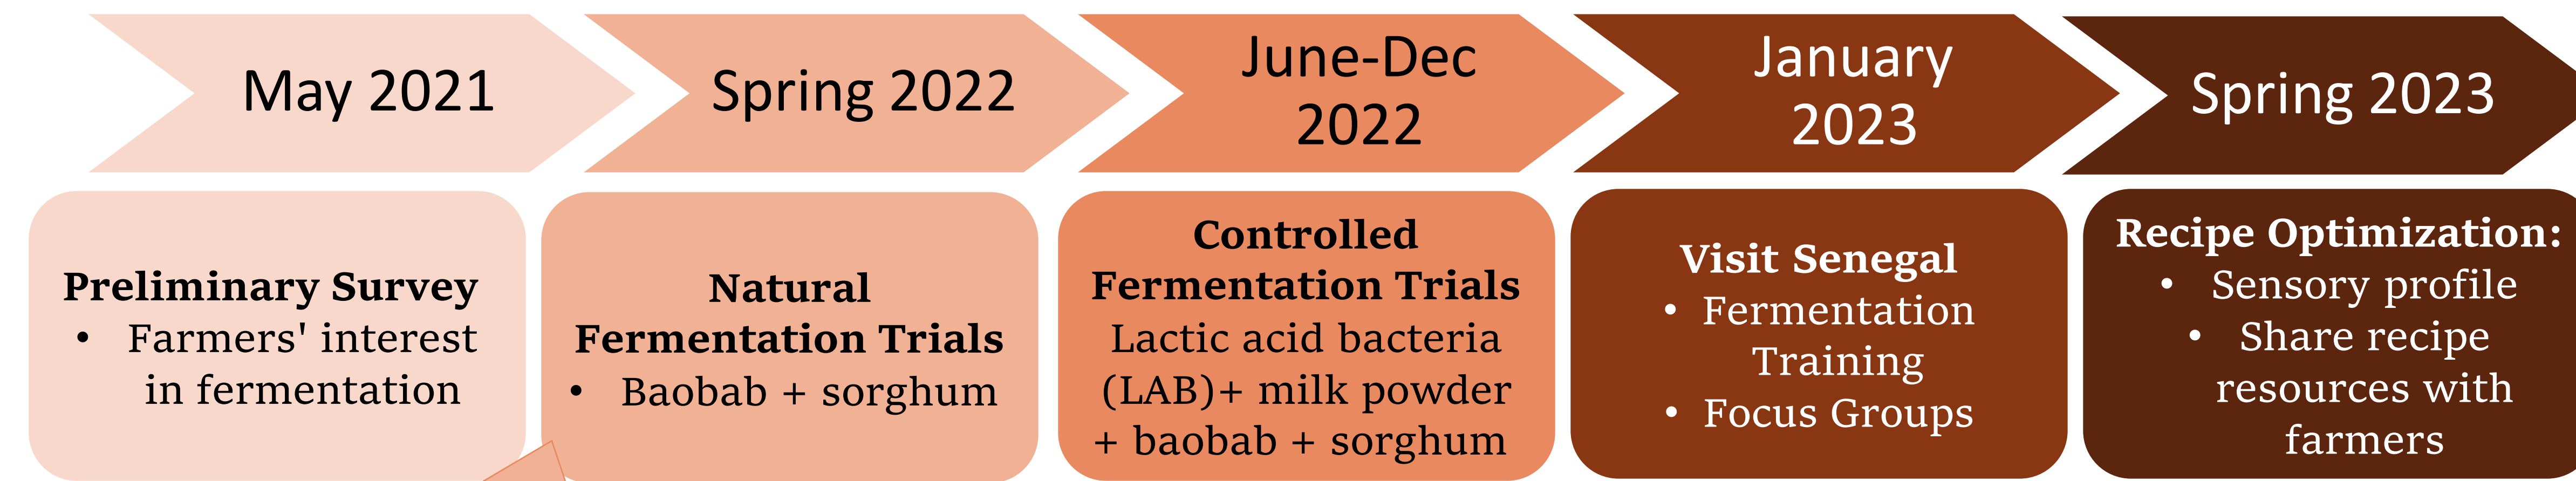 May 2021
Spring 2022
June-Dec
2022
January
2023
Spring 2023
Preliminary Survey
• Farmers' interest
in fermentation
Natural
Fermentation Trials
• Baobab + sorghum
Controlled
Fermentation Trials
Lactic acid bacteria
(LAB)+ milk powder
+ baobab + sorghum
Visit Senegal
• Fermentation
Training
• Focus Groups
Recipe Optimization:
• Sensory profile
• Share recipe
resources with
farmers